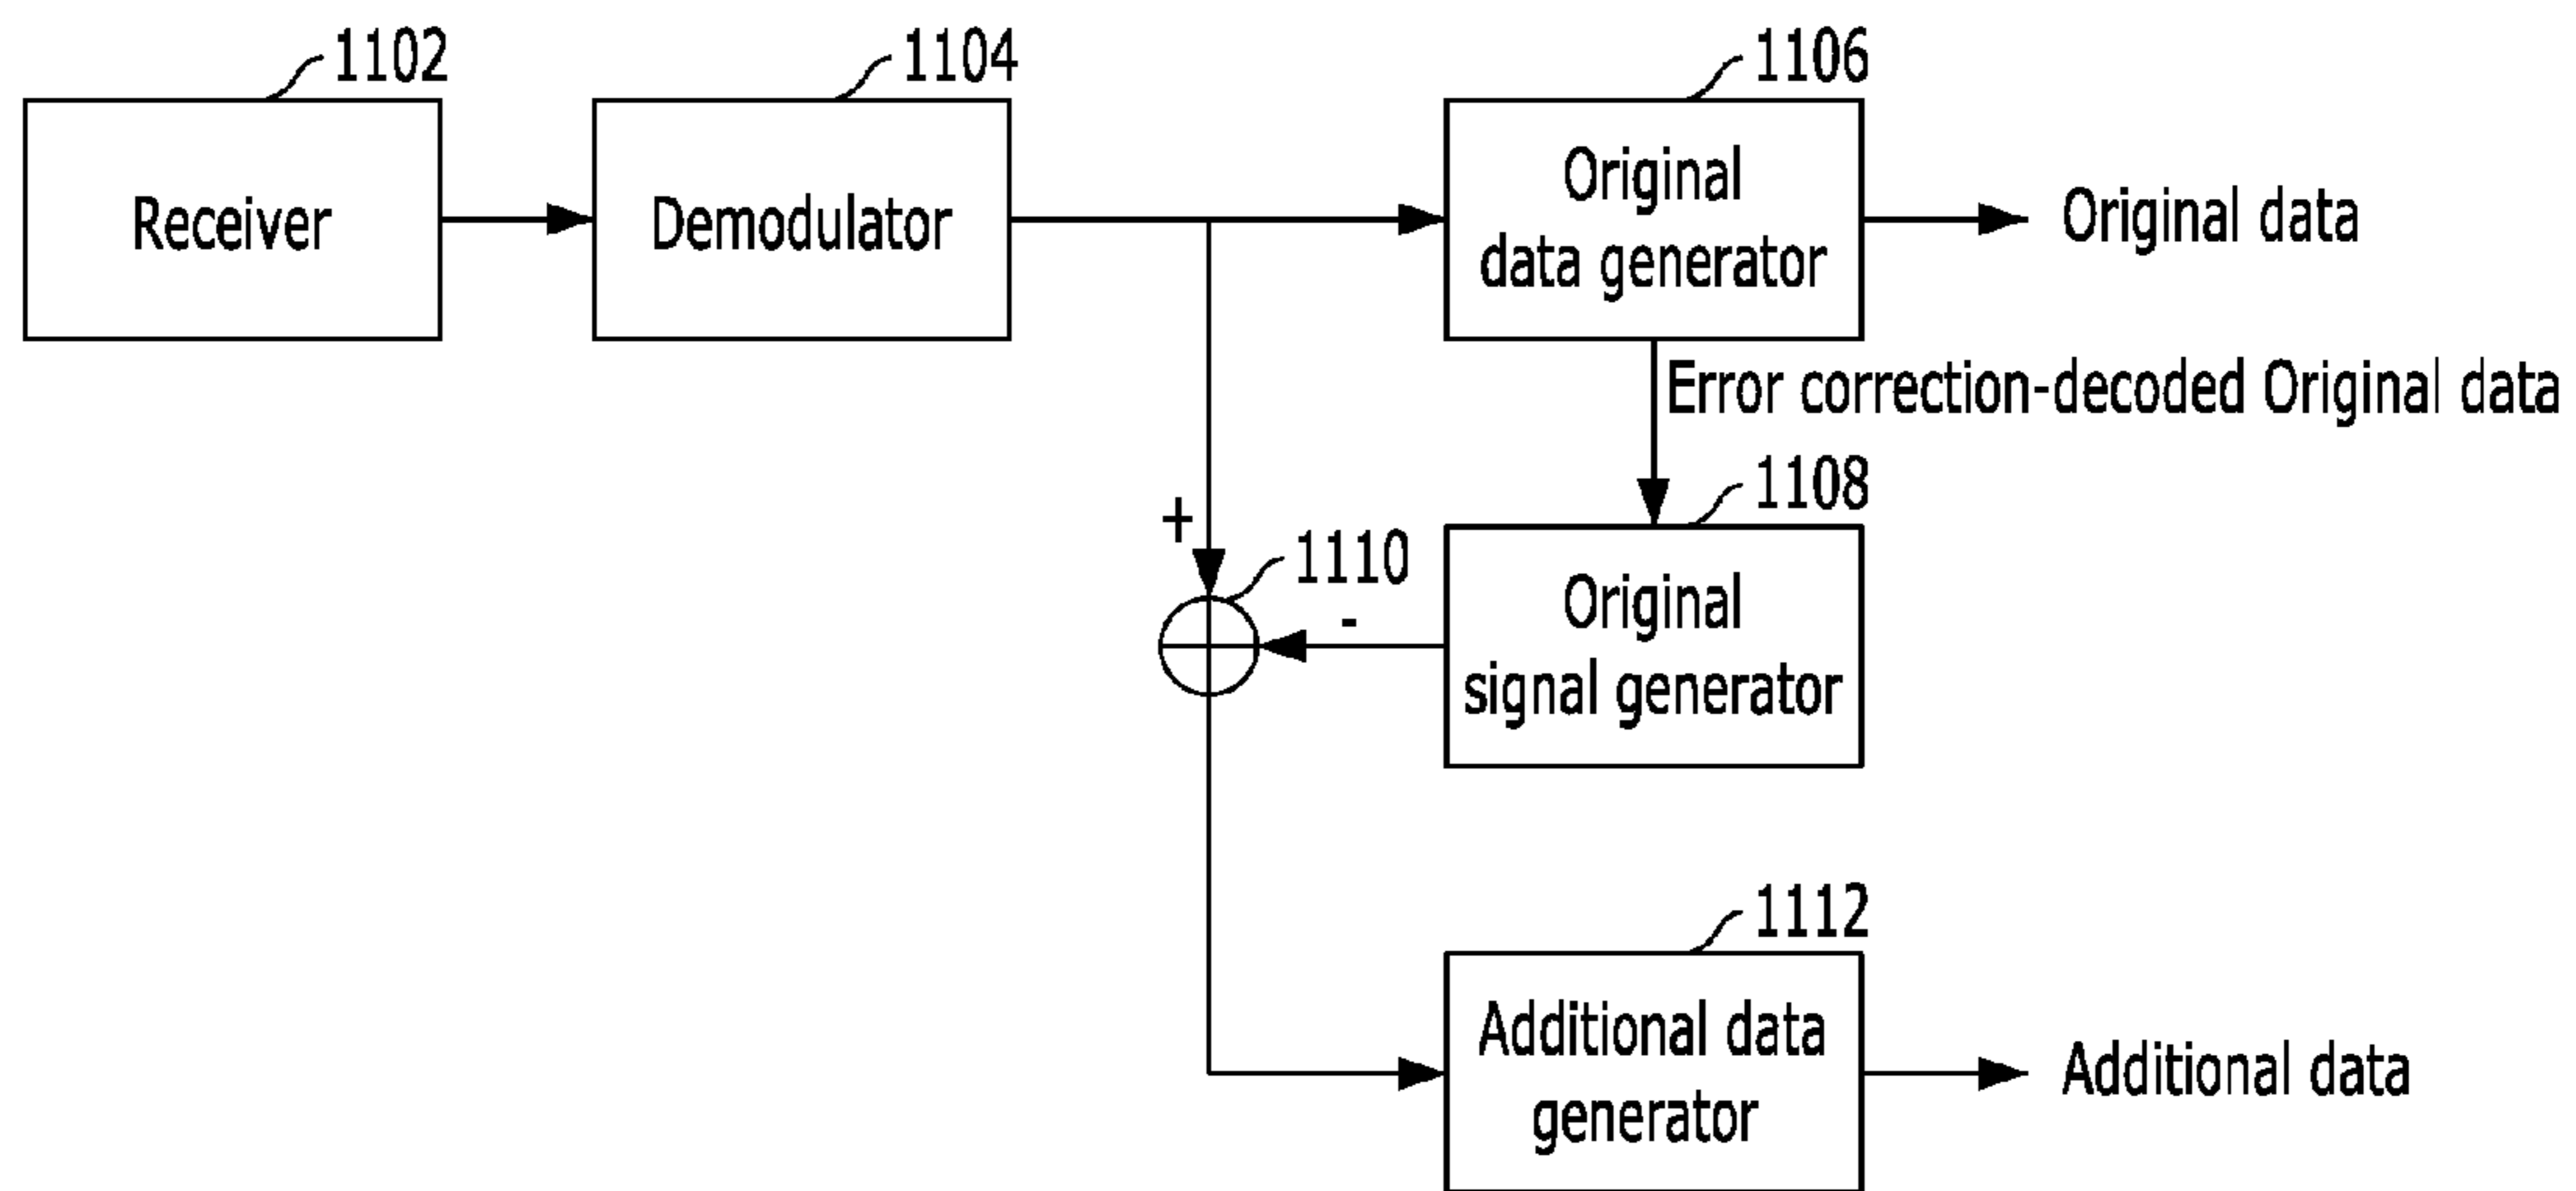 1102
1104
1106
Receiver
Demodulator
Original
data generator
Original data
Error correction-decoded Original data
1108
+
1110
-
Original
signal generator
1112
Additional data
generator
Additional data